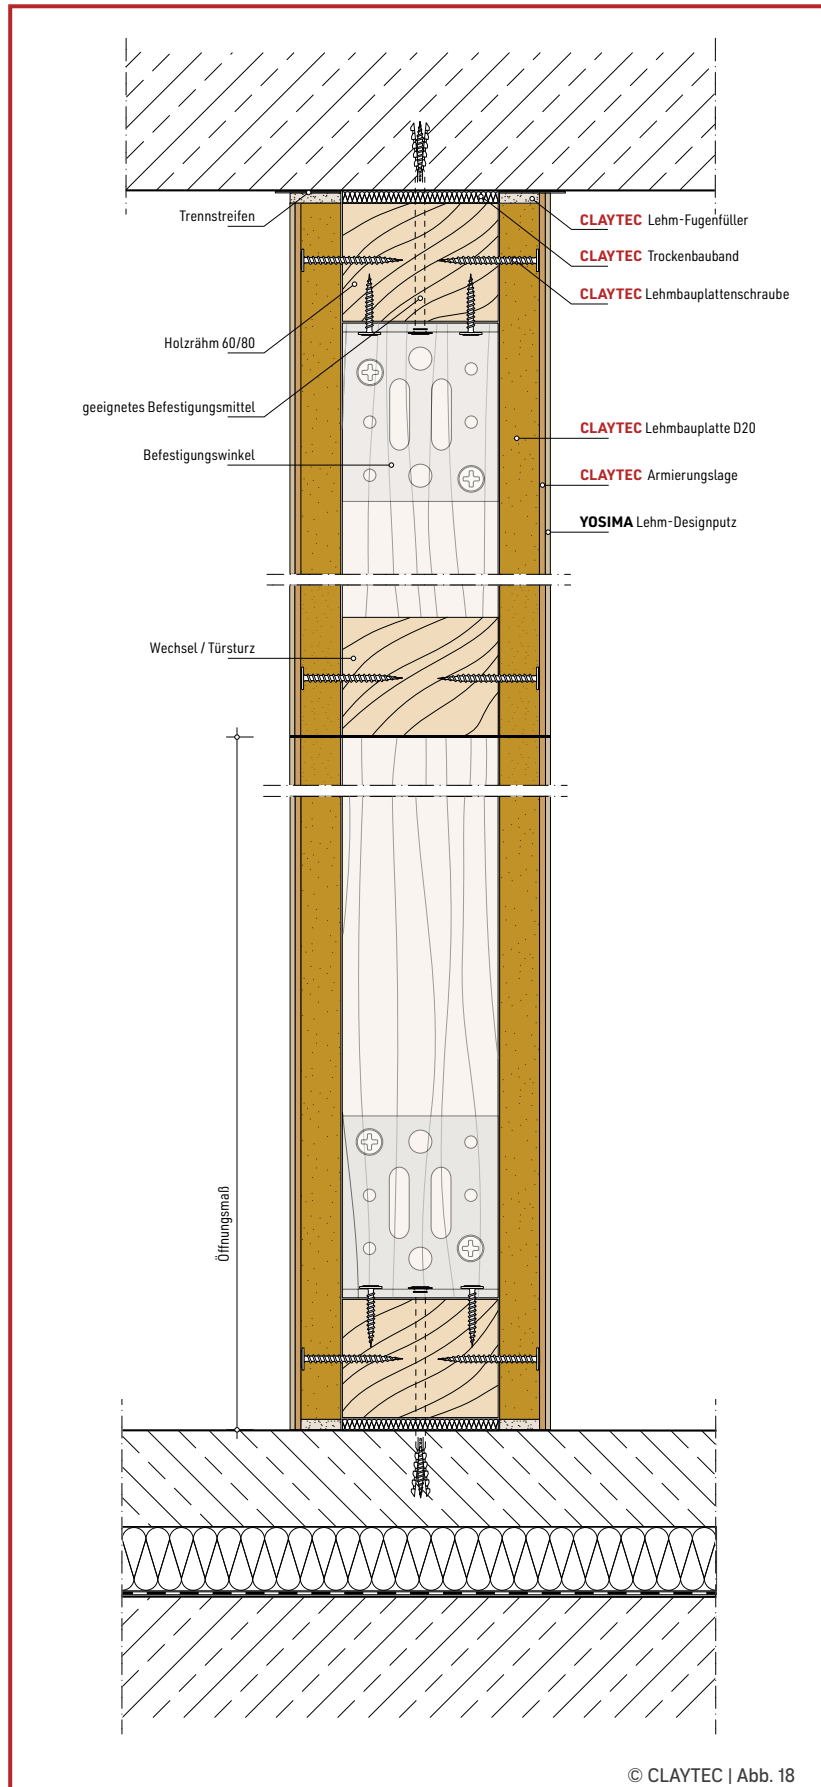 Trennstreifen
CLAYTEC Lehm-Fugenfüller
CLAYTEC Trockenbauband
CLAYTEC Lehmbauplattenschraube
Holzrähm 60/80
geeignetes Befestigungsmittel
CLAYTEC Lehmbauplatte D20
Befestigungswinkel
CLAYTEC Armierungslage
YOSIMA Lehm-Designputz
Wechsel / Türsturz
Öffnungsmaß
© CLAYTEC | Abb. 18